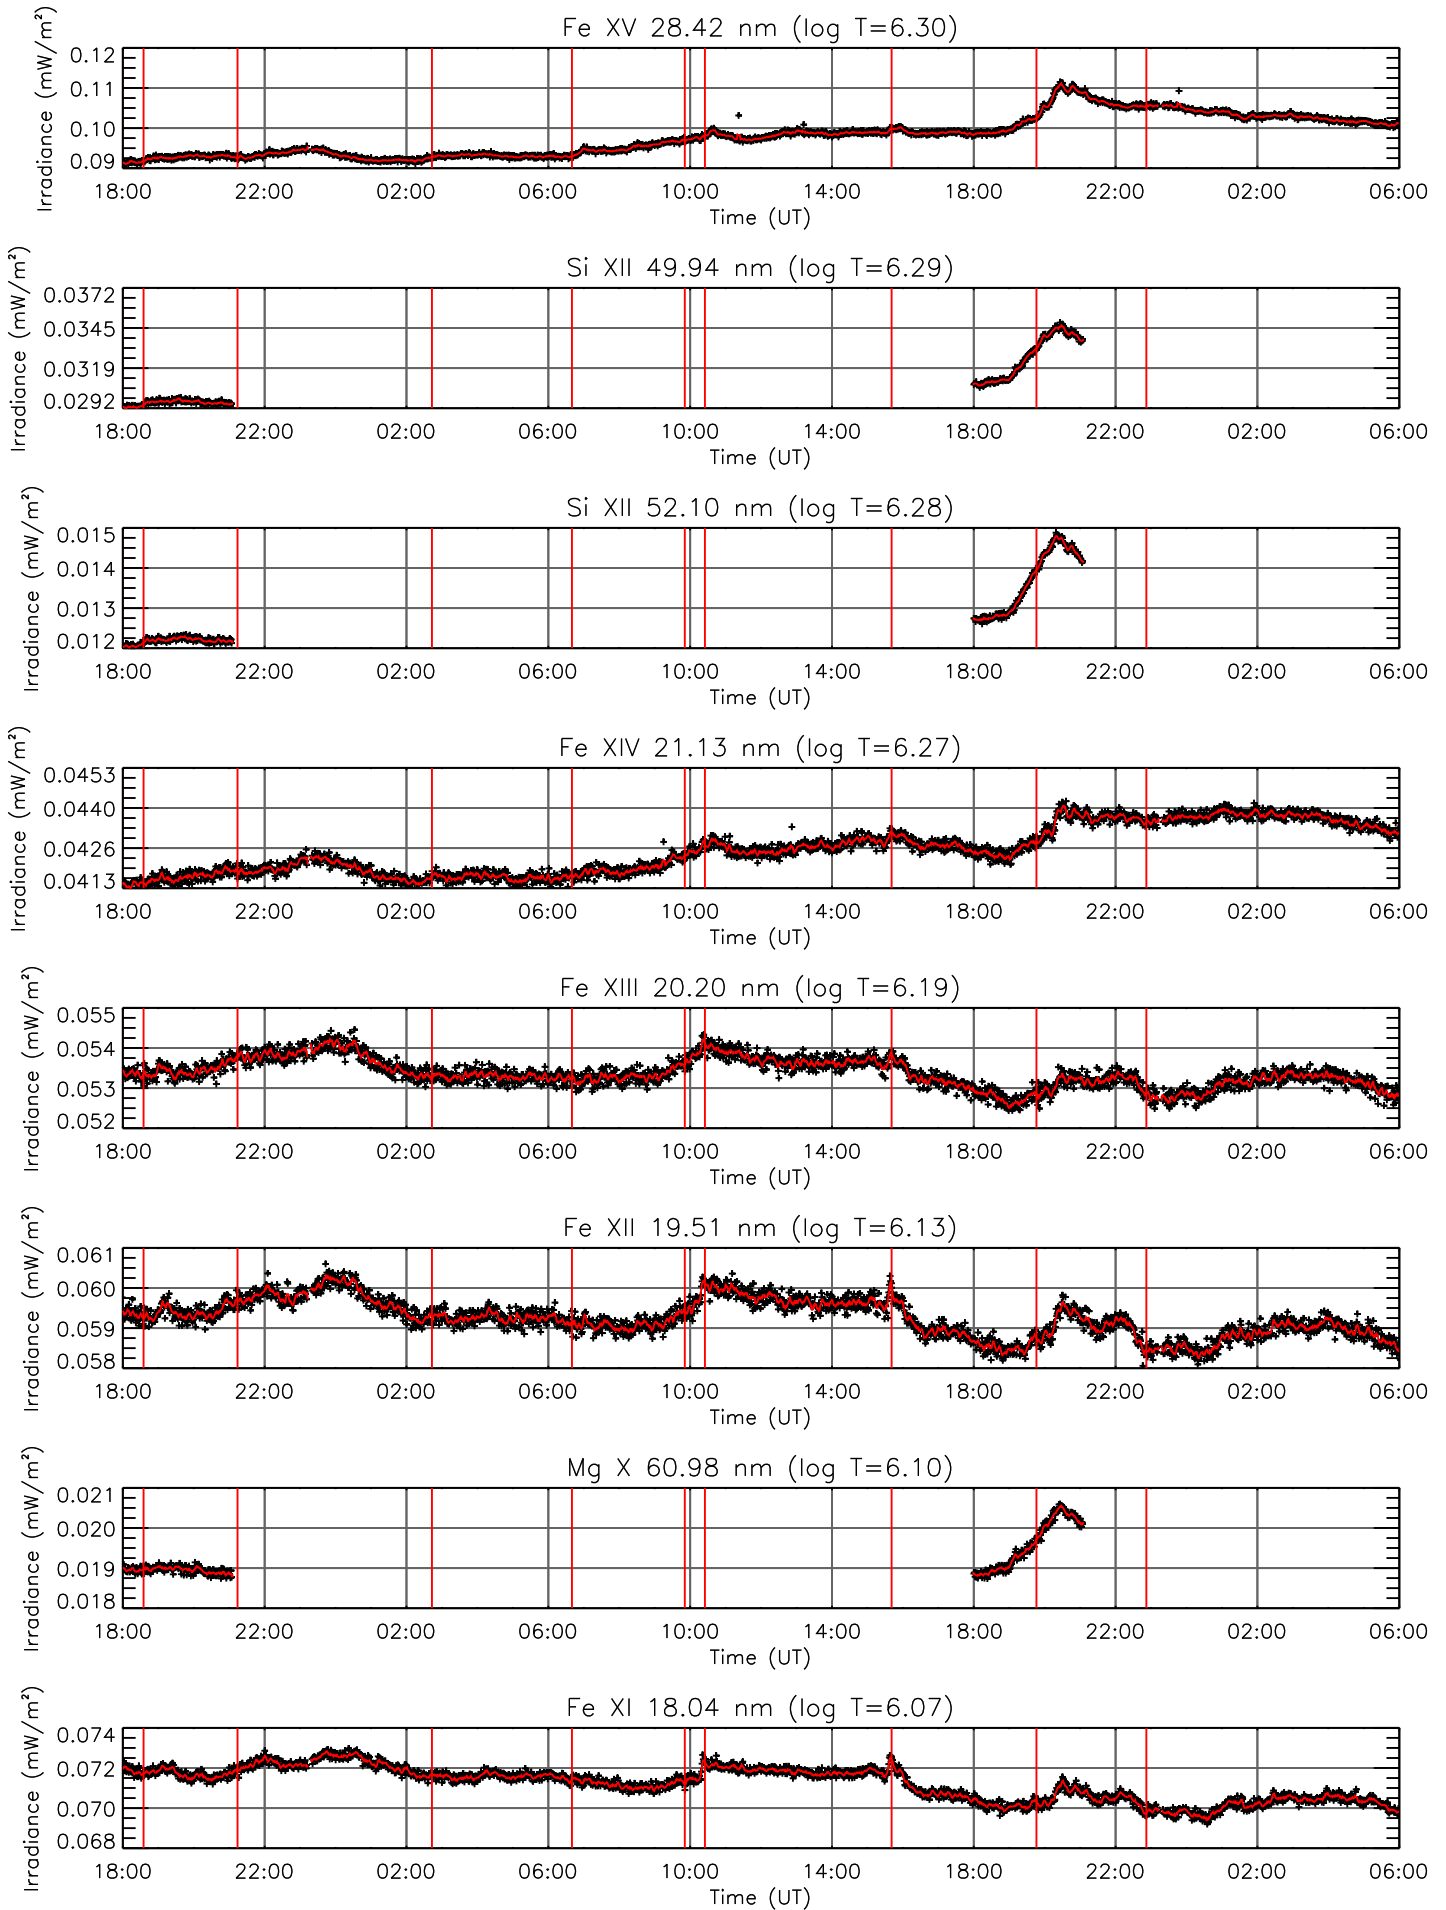 Fe XV 28.42 nm (log T=6.30)
Irradiance (mW/m²)
0.12
0.11
0.10
0.09
18:00 22:00 02:00 06:00 10:00 14:00 18:00 22:00 02:00 06:00
Time (UT)
Si XII 49.94 nm (log T=6.29)
Irradiance (mW/m²)
0.0372
0.0345
0.0319
0.0292
18:00 22:00 02:00 06:00 10:00 14:00 18:00 22:00 02:00 06:00
Time (UT)
Si XII 52.10 nm (log T=6.28)
Irradiance (mW/m²)
0.015
0.014
0.013
0.012
18:00 22:00 02:00 06:00 10:00 14:00 18:00 22:00 02:00 06:00
Time (UT)
Fe XIV 21.13 nm (log T=6.27)
Irradiance (mW/m²)
0.0453
0.0440
0.0426
0.0413
18:00 22:00 02:00 06:00 10:00 14:00 18:00 22:00 02:00 06:00
Time (UT)
Fe XIII 20.20 nm (log T=6.19)
Irradiance (mW/m²)
0.055
0.054
0.053
0.052
18:00 22:00 02:00 06:00 10:00 14:00 18:00 22:00 02:00 06:00
Time (UT)
Fe XII 19.51 nm (log T=6.13)
Irradiance (mW/m²)
0.061
0.060
0.059
0.058
18:00 22:00 02:00 06:00 10:00 14:00 18:00 22:00 02:00 06:00
Time (UT)
Mg X 60.98 nm (log T=6.10)
Irradiance (mW/m²)
0.021
0.020
0.019
0.018
18:00 22:00 02:00 06:00 10:00 14:00 18:00 22:00 02:00 06:00
Time (UT)
Fe XI 18.04 nm (log T=6.07)
Irradiance (mW/m²)
0.074
0.072
0.070
0.068
18:00 22:00 02:00 06:00 10:00 14:00 18:00 22:00 02:00 06:00
Time (UT)